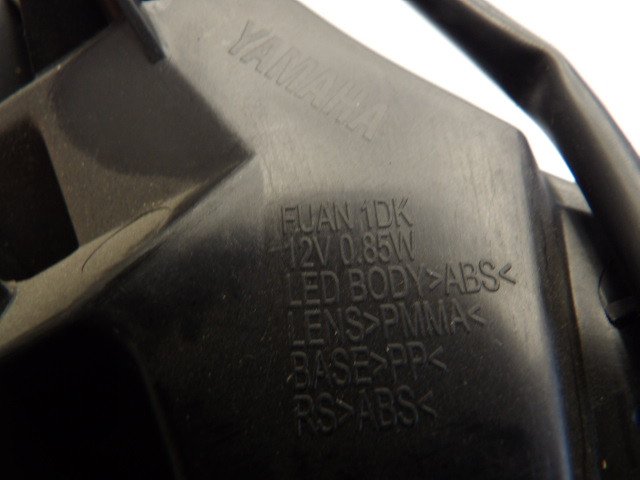 YAMAHA
FUAN 1DK
12V 0.85W
LED BODY>ABS<
LENS>PMMA<
BASE>PP<
RS>ABS<